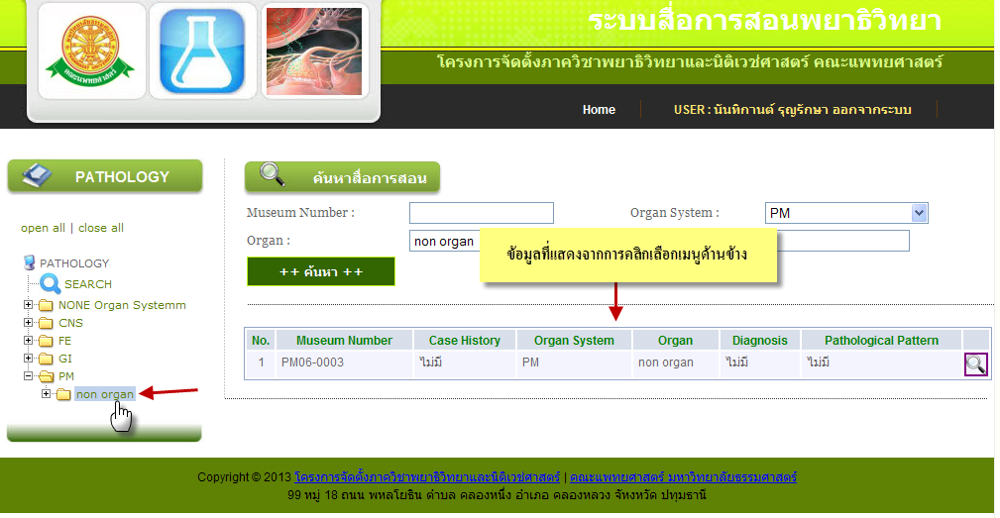 ระบบสื่อการสอนพยาธิวิทยา
โครงการจัดตั้งภาควิชาพยาธิวิทยาและนิติเวชศาสตร์ คณะแพทยศาสตร์
Home USER : นันทิกานต์ รุญรักษา ออกจากระบบ
PATHOLOGY
open all | close all
PATHOLOGY
SEARCH
NONE Organ Systemm
CNS
FE
GI
PM
non organ
ค้นหาสื่อการสอน
Museum Number : Organ System : PM
Organ : non organ
ข้อมูลที่แสดงจากการคลิกเลือกเมนูด้านข้าง
++ ค้นหา ++
No. Museum Number Case History Organ System Organ Diagnosis Pathological Pattern
1 PM06-0003 ไม่มี PM non organ ไม่มี ไม่มี
Copyright © 2013 โครงการจัดตั้งภาควิชาพยาธิวิทยาและนิติเวชศาสตร์ | คณะแพทยศาสตร์ มหาวิทยาลัยธรรมศาสตร์
99 หมู่ 18 ถนน พหลโยธิน ตำบล คลองหนึ่ง อำเภอ คลองหลวง จังหวัด ปทุมธานี